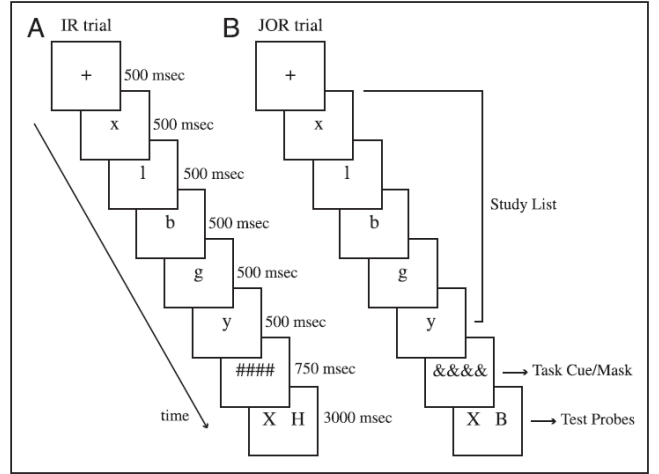 A IR trial
B JOR trial
+
500 msec
x
500 msec
l
500 msec
b
500 msec
g
500 msec
y
500 msec
####
750 msec
X H
3000 msec
time
+
x
l
b
g
y
Study List
&&&&
Task Cue/Mask
X B
Test Probes